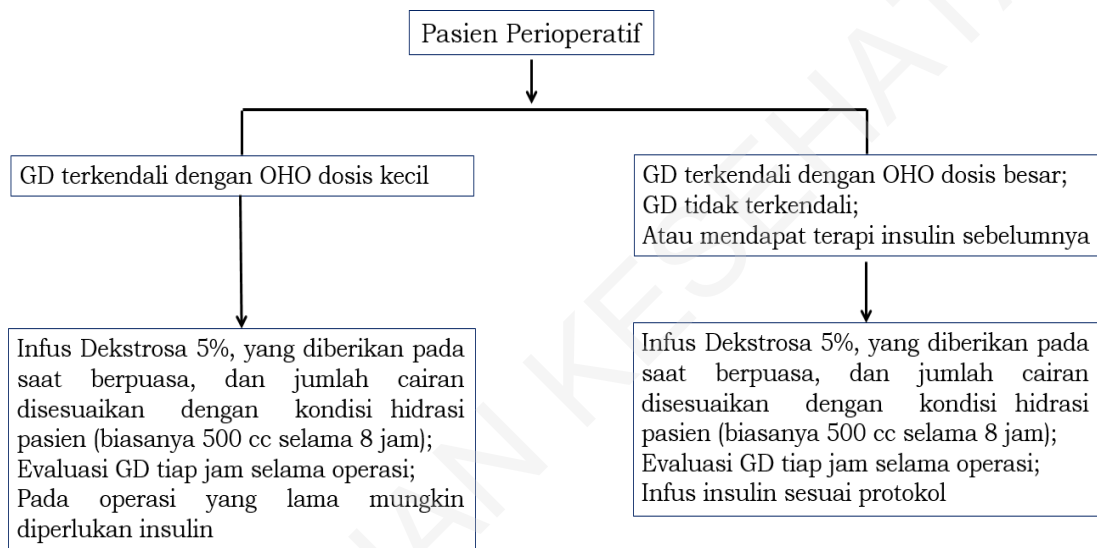 Pasien Perioperatif
GD terkendali dengan OHO dosis kecil
GD terkendali dengan OHO dosis besar;
GD tidak terkendali;
Atau mendapat terapi insulin sebelumnya
Infus Dekstrosa 5%, yang diberikan pada
saat berpuasa, dan jumlah cairan
disesuaikan dengan kondisi hidrasi
pasien (biasanya 500 cc selama 8 jam);
Evaluasi GD tiap jam selama operasi;
Pada operasi yang lama mungkin
diperlukan insulin
Infus Dekstrosa 5%, yang diberikan pada
saat berpuasa, dan jumlah cairan
disesuaikan dengan kondisi hidrasi
pasien (biasanya 500 cc selama 8 jam);
Evaluasi GD tiap jam selama operasi;
Infus insulin sesuai protokol